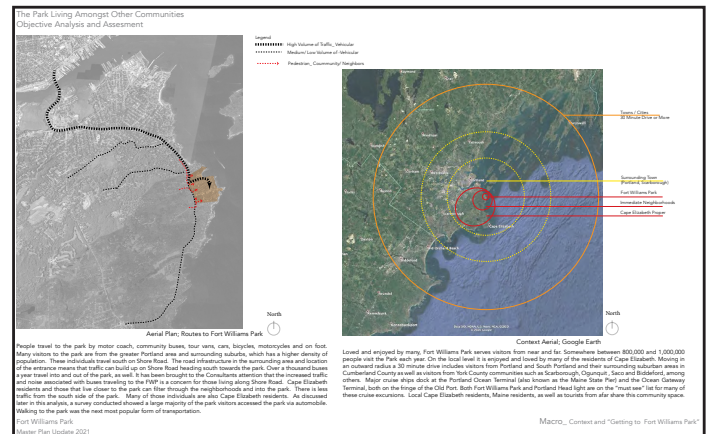 The Park Living Amongst Other Communities
Objective Analysis and Assesment
Legend
High Volume of Traffic_ Vehicular
Medium/ Low Volume of -Vehicular
Pedestrian_ Coummunity/ Neighbors
Towns / Cities
30 Minute Drive or More
Surrounding Town
(Portland, Scarborough)
Fort Williams Park
Immediate Neighborhoods
Cape Elizabeth Proper
Cape Elizabeth
Old Orchard Beach
North
North
Aerial Plan; Routes to Fort Williams Park
Context Aerial; Google Earth
People travel to the park by motor coach, community buses, tour vans, cars, bicycles, motorcycles and on foot.
Many visitors to the park are from the greater Portland area and surrounding suburbs, which has a higher density of
population. These individuals travel south on Shore Road. The road infrastructure in the surrounding area and location
of the entrance means that traffic can build up on Shore Road heading south towards the park. Over a thousand buses
a year travel into and out of the park, as well. It has been brought to the Consultants attention that the increased traffic
and noise associated with buses traveling to the FWP is a concern for those living along Shore Road. Cape Elizabeth
residents and those that live closer to the park can filter through the neighborhoods and into the park. There is less
traffic from the south side of the park. Many of those individuals are also Cape Elizabeth residents. As discussed
later in this analysis, a survey conducted showed a large majority of the park visitors accessed the park via automobile.
Walking to the park was the next most popular form of transportation.
Loved and enjoyed by many, Fort Williams Park serves visitors from near and far. Somewhere between 800,000 and 1,000,000
people visit the Park each year. On the local level it is enjoyed and loved by many of the residents of Cape Elizabeth. Moving in
an outward radius a 30 minute drive includes visitors from Portland and South Portland and their surrounding suburban areas in
Cumberland County as well as visitors from York County communities such as Scarborough, Ogunquit , Saco and Biddeford, among
others. Major cruise ships dock at the Portland Ocean Terminal (also known as the Maine State Pier) and the Ocean Gateway
Terminal, both on the fringe of the Old Port. Both Fort Williams Park and Portland Head light are on the "must see" list for many of
these cruise excursions. Local Cape Elizabeth residents, Maine residents, as well as tourists from afar share this community space.
Fort Williams Park
Master Plan Update 2021
Macro_ Context and "Getting to Fort Williams Park"